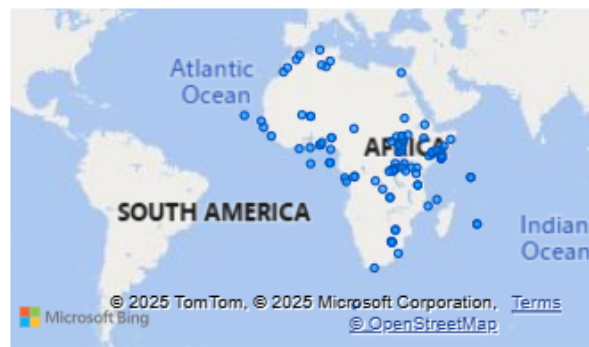 Atlantic
Ocean
AFRICA
SOUTH AMERICA
Indian
Ocean
© 2025 TomTom, © 2025 Microsoft Corporation, Terms
Microsoft Bing
© OpenStreetMap